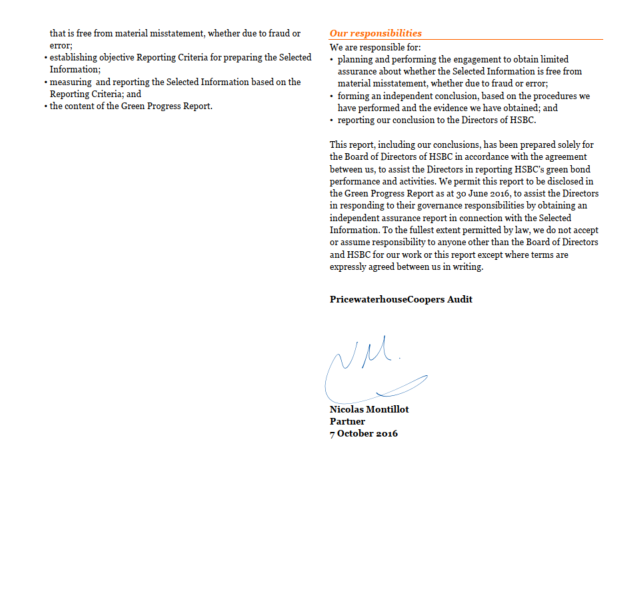 that is free from material misstatement, whether due to fraud or
error;
• establishing objective Reporting Criteria for preparing the Selected
Information;
• measuring and reporting the Selected Information based on the
Reporting Criteria; and
• the content of the Green Progress Report.
Our responsibilities
We are responsible for:
• planning and performing the engagement to obtain limited
assurance about whether the Selected Information is free from
material misstatement, whether due to fraud or error;
• forming an independent conclusion, based on the procedures we
have performed and the evidence we have obtained; and
• reporting our conclusion to the Directors of HSBC.
This report, including our conclusions, has been prepared solely for
the Board of Directors of HSBC in accordance with the agreement
between us, to assist the Directors in reporting HSBC's green bond
performance and activities. We permit this report to be disclosed in
the Green Progress Report as at 30 June 2016, to assist the Directors
in responding to their governance responsibilities by obtaining an
independent assurance report in connection with the Selected
Information. To the fullest extent permitted by law, we do not accept
or assume responsibility to anyone other than the Board of Directors
and HSBC for our work or this report except where terms are
expressly agreed between us in writing.
PricewaterhouseCoopers Audit
Nicolas Montillot
Partner
7 October 2016